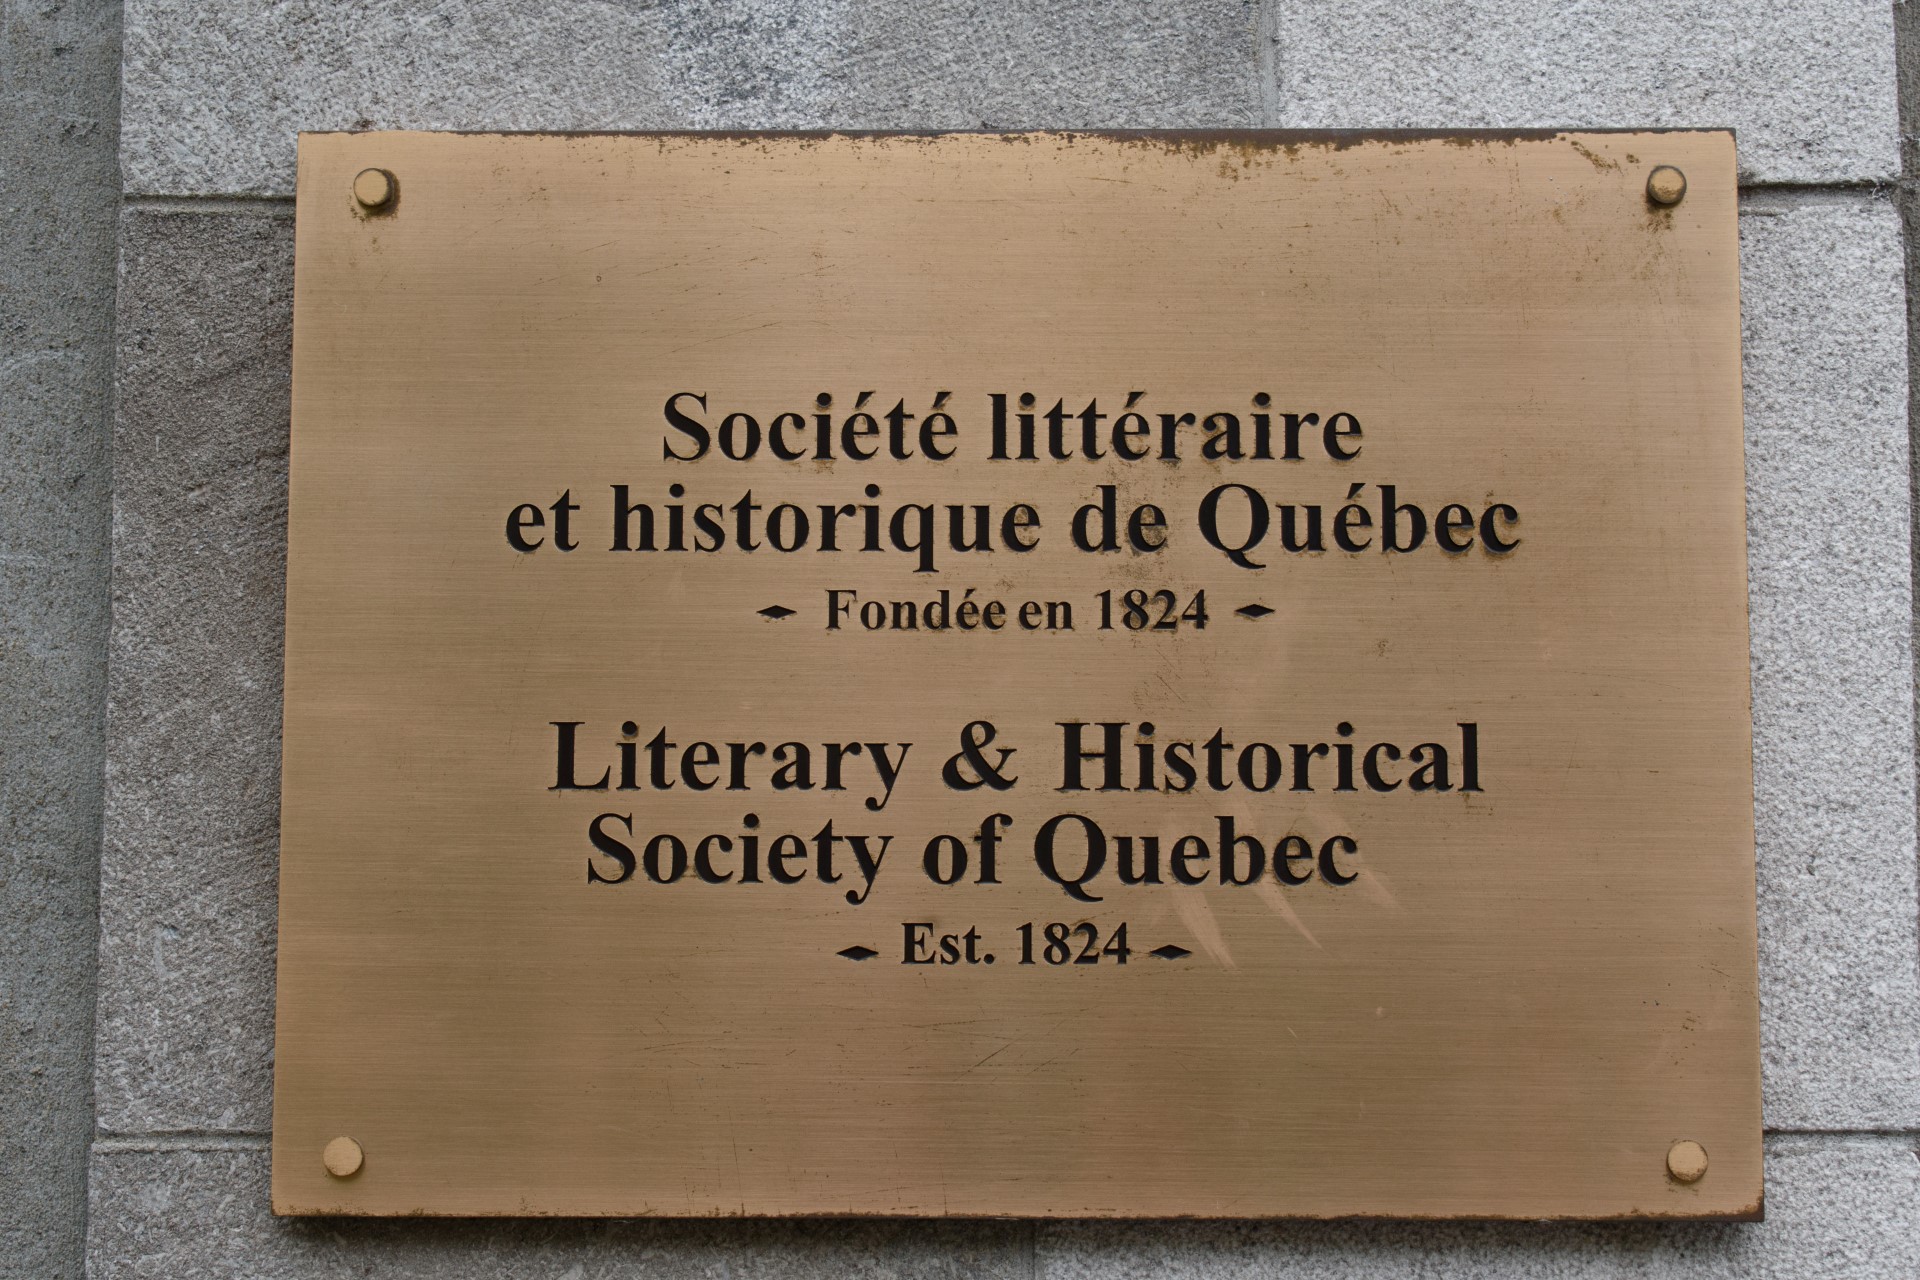 Société littéraire
et historique de Québec
Fondée en 1824
Literary & Historical
Society of Quebec
Est. 1824